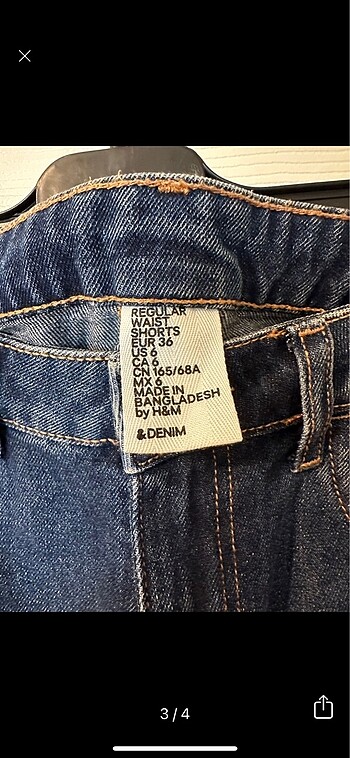 REGULAR
WAIST
SHORTS
EUR 36
US 6
CA 6
CN 165/68A
MX 6
MADE IN
BANGLADESH
by H&M
&DENIM
3/4